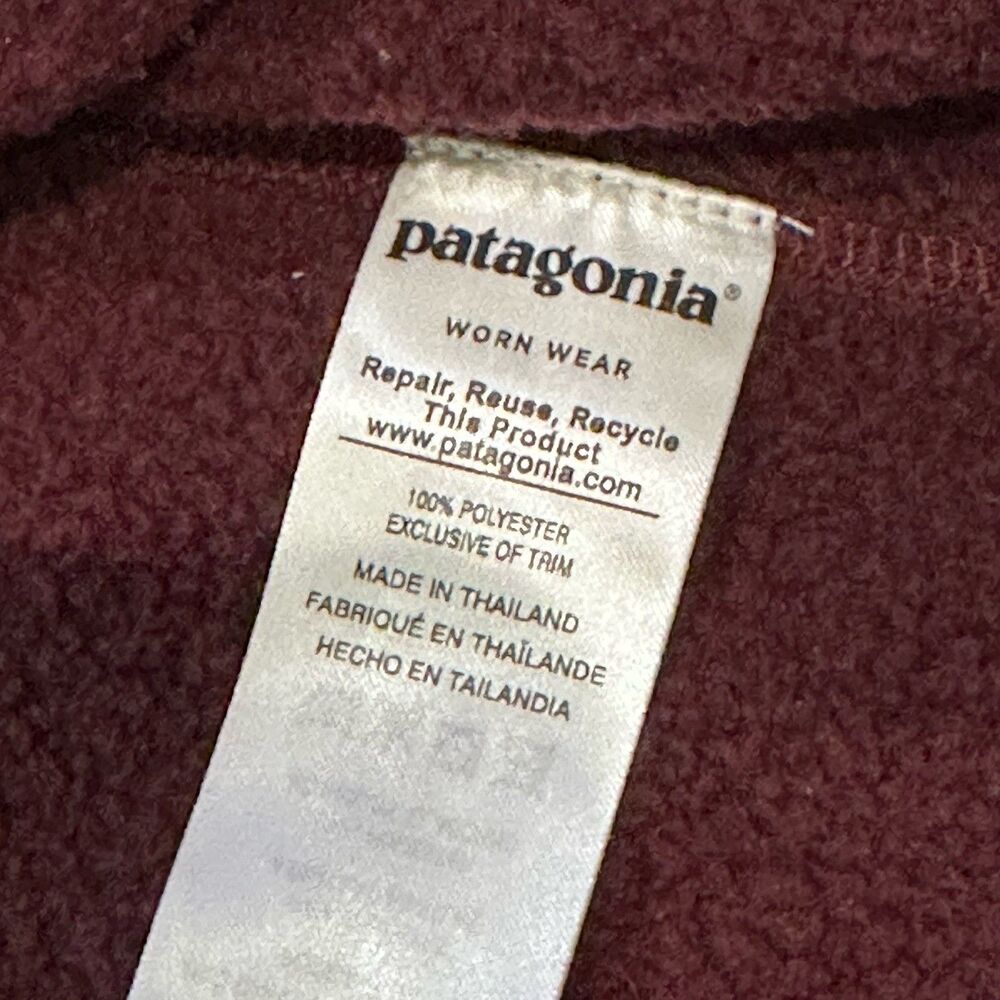 patagonia®
WORN WEAR
Repair, Reuse, Recycle
This Product
www.patagonia.com
100% POLYESTER
EXCLUSIVE OF TRIM
MADE IN THAILAND
FABRIQUÉ EN THAÏLANDE
HECHO EN TAILANDIA